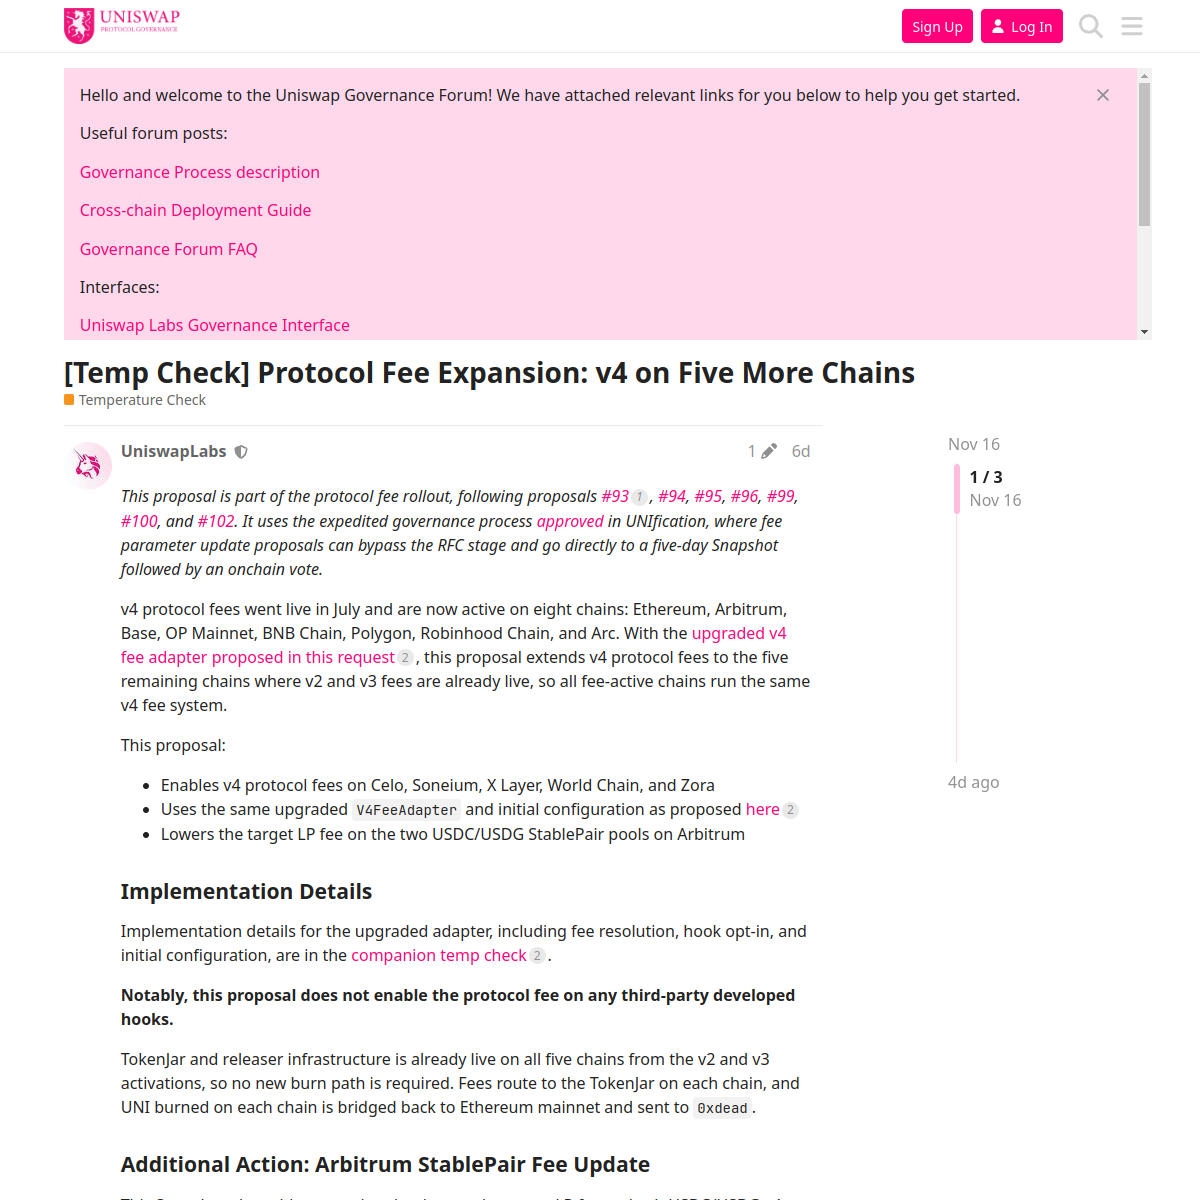 UNISWAP
PROTOCOL GOVERNANCE
Sign Up
Log In
Hello and welcome to the Uniswap Governance Forum! We have attached relevant links for you below to help you get started.
Useful forum posts:
Governance Process description
Cross-chain Deployment Guide
Governance Forum FAQ
Interfaces:
Uniswap Labs Governance Interface
[Temp Check] Protocol Fee Expansion: v4 on Five More Chains
Temperature Check
UniswapLabs 1 6d
Nov 16
1 / 3
Nov 16
4d ago
This proposal is part of the protocol fee rollout, following proposals #93 1 , #94, #95, #96, #99,
#100, and #102. It uses the expedited governance process approved in UNIfication, where fee
parameter update proposals can bypass the RFC stage and go directly to a five-day Snapshot
followed by an onchain vote.
v4 protocol fees went live in July and are now active on eight chains: Ethereum, Arbitrum,
Base, OP Mainnet, BNB Chain, Polygon, Robinhood Chain, and Arc. With the upgraded v4
fee adapter proposed in this request 2 , this proposal extends v4 protocol fees to the five
remaining chains where v2 and v3 fees are already live, so all fee-active chains run the same
v4 fee system.
This proposal:
• Enables v4 protocol fees on Celo, Soneium, X Layer, World Chain, and Zora
• Uses the same upgraded V4FeeAdapter and initial configuration as proposed here 2
• Lowers the target LP fee on the two USDC/USDG StablePair pools on Arbitrum
Implementation Details
Implementation details for the upgraded adapter, including fee resolution, hook opt-in, and
initial configuration, are in the companion temp check 2 .
Notably, this proposal does not enable the protocol fee on any third-party developed
hooks.
TokenJar and releaser infrastructure is already live on all five chains from the v2 and v3
activations, so no new burn path is required. Fees route to the TokenJar on each chain, and
UNI burned on each chain is bridged back to Ethereum mainnet and sent to 0xdead.
Additional Action: Arbitrum StablePair Fee Update